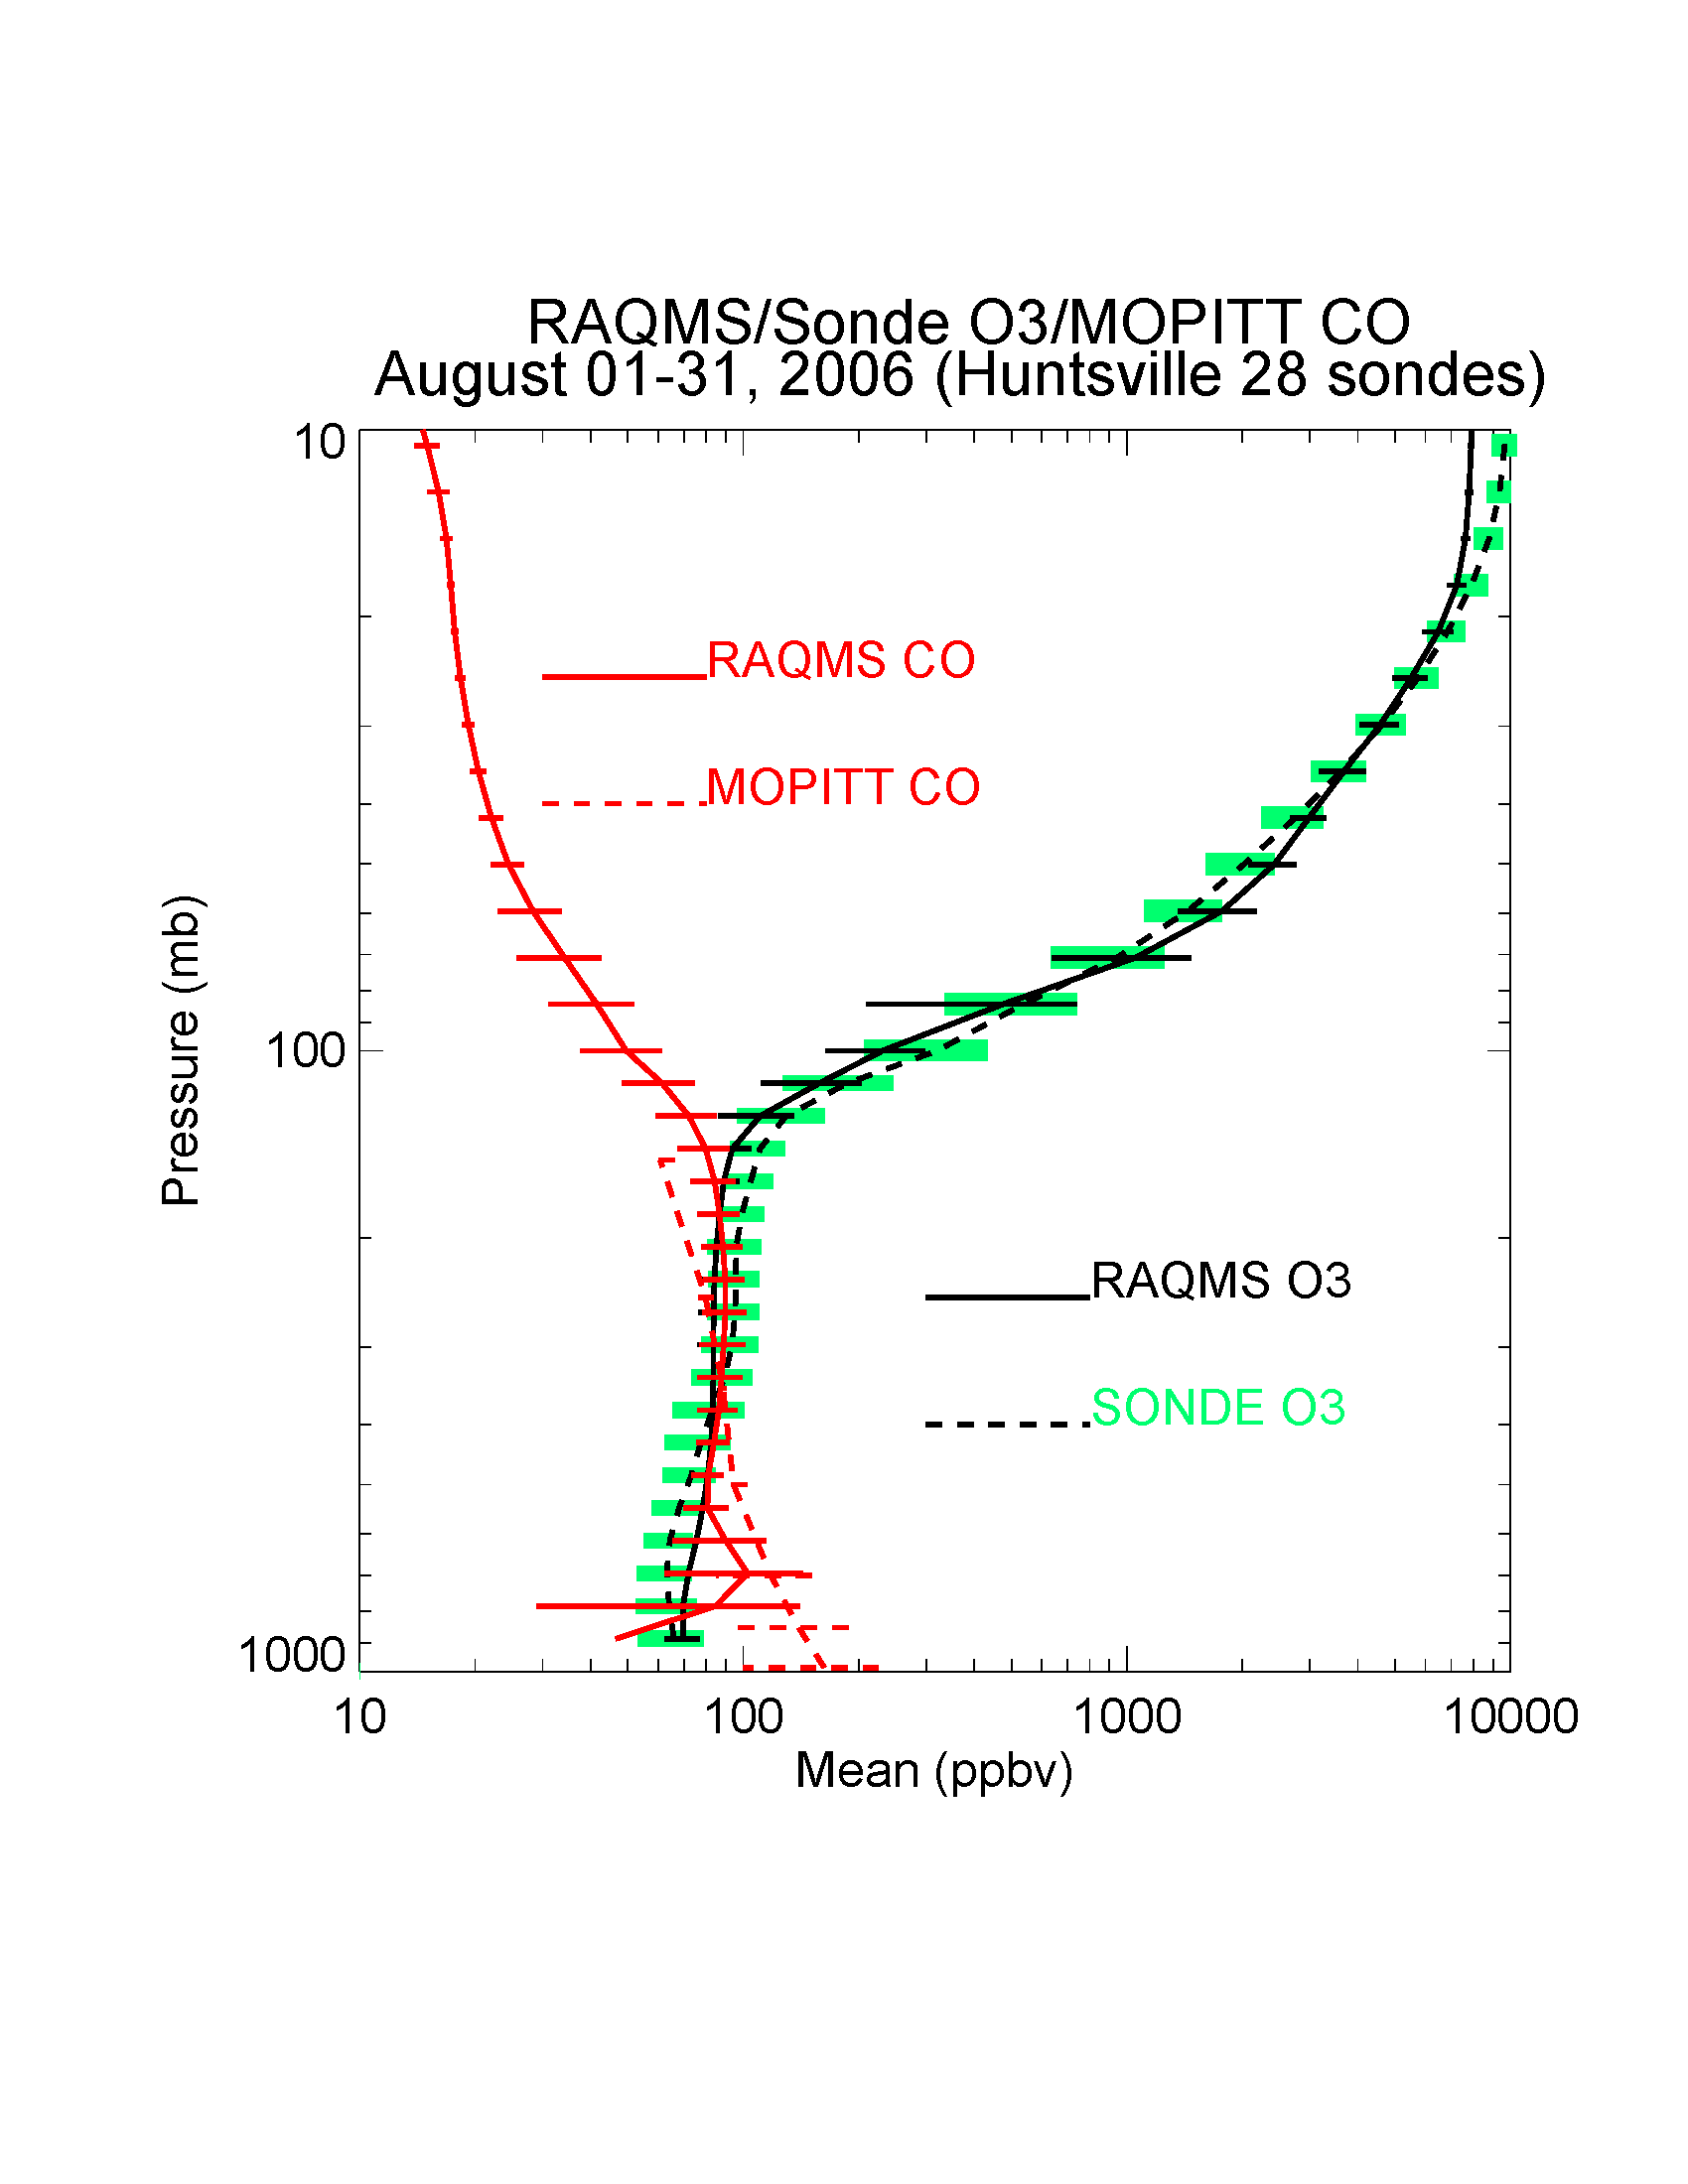 RAQMS/Sonde O3/MOPITT CO
August 01-31, 2006 (Huntsville 28 sondes)
10
RAQMS CO
MOPITT CO
Pressure (mb)
100
RAQMS O3
SONDE O3
1000
10 100 1000 10000
Mean (ppbv)